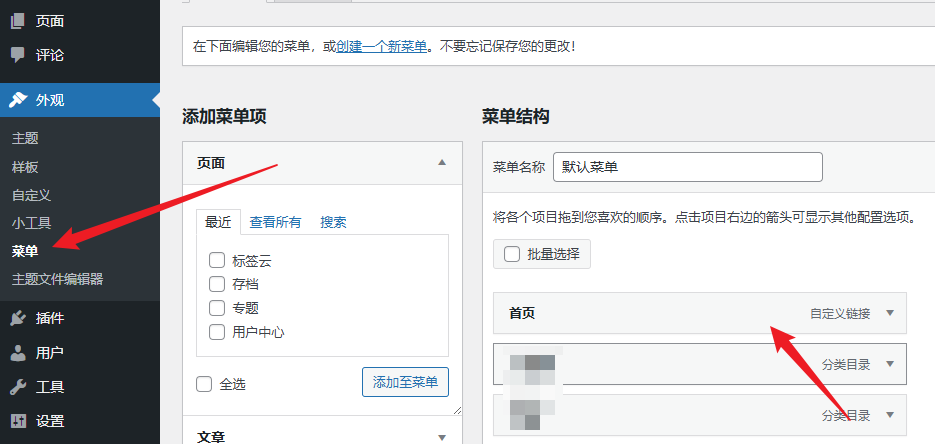 页面
评论
外观
主题
样板
自定义
小工具
菜单
主题文件编辑器
插件
用户
工具
设置
在下面编辑您的菜单，或创建一个新菜单。不要忘记保存您的更改！
添加菜单项
页面
最近 查看所有 搜索
标签云
存档
专题
用户中心
全选 添加至菜单
文章
菜单结构
菜单名称 默认菜单
将各个项目拖到您喜欢的顺序。点击项目右边的箭头可显示其他配置选项。
批量选择
首页 自定义链接
分类目录
分类目录